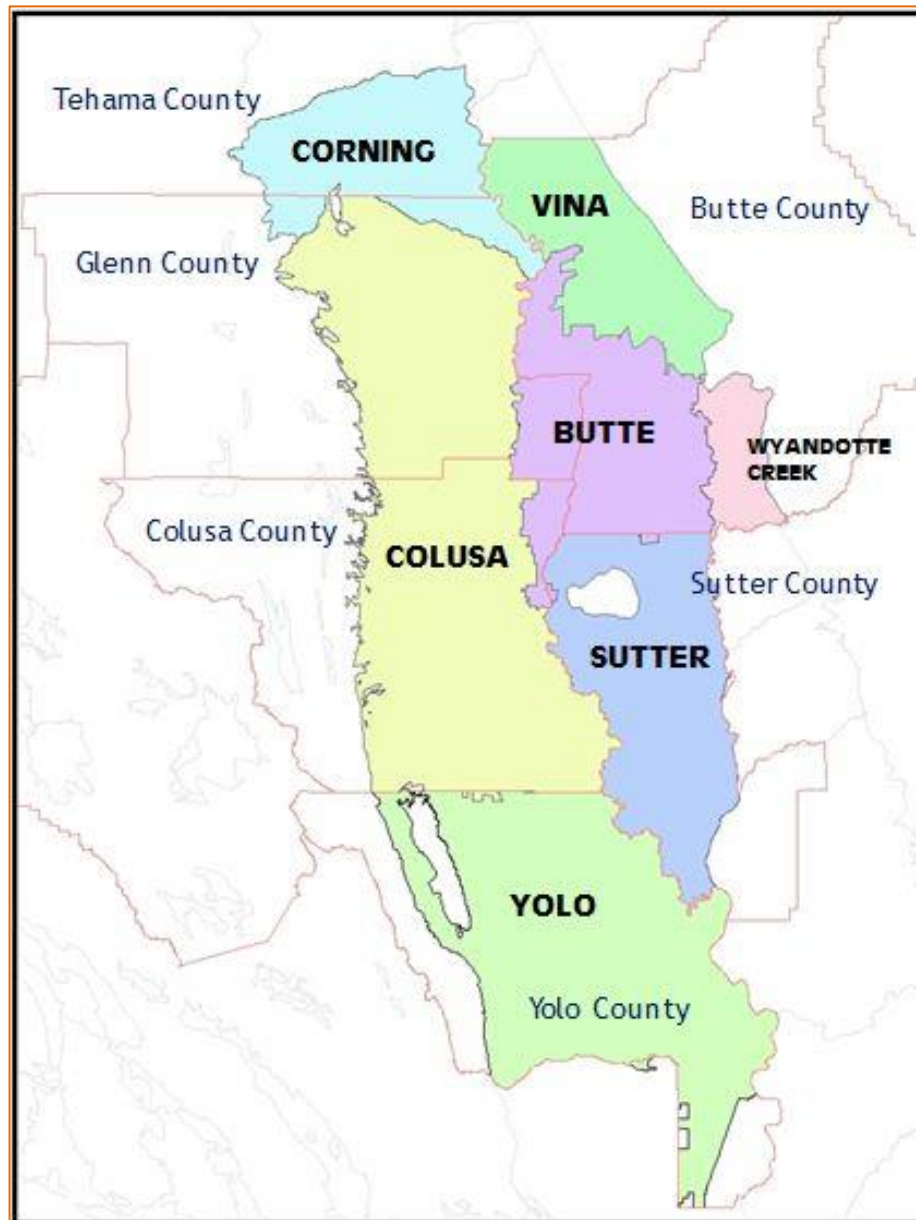 Tehama County
CORNING
VINA
Butte County
Glenn County
BUTTE
WYANDOTTE
CREEK
Colusa County
COLUSA
Sutter County
SUTTER
YOLO
Yolo County